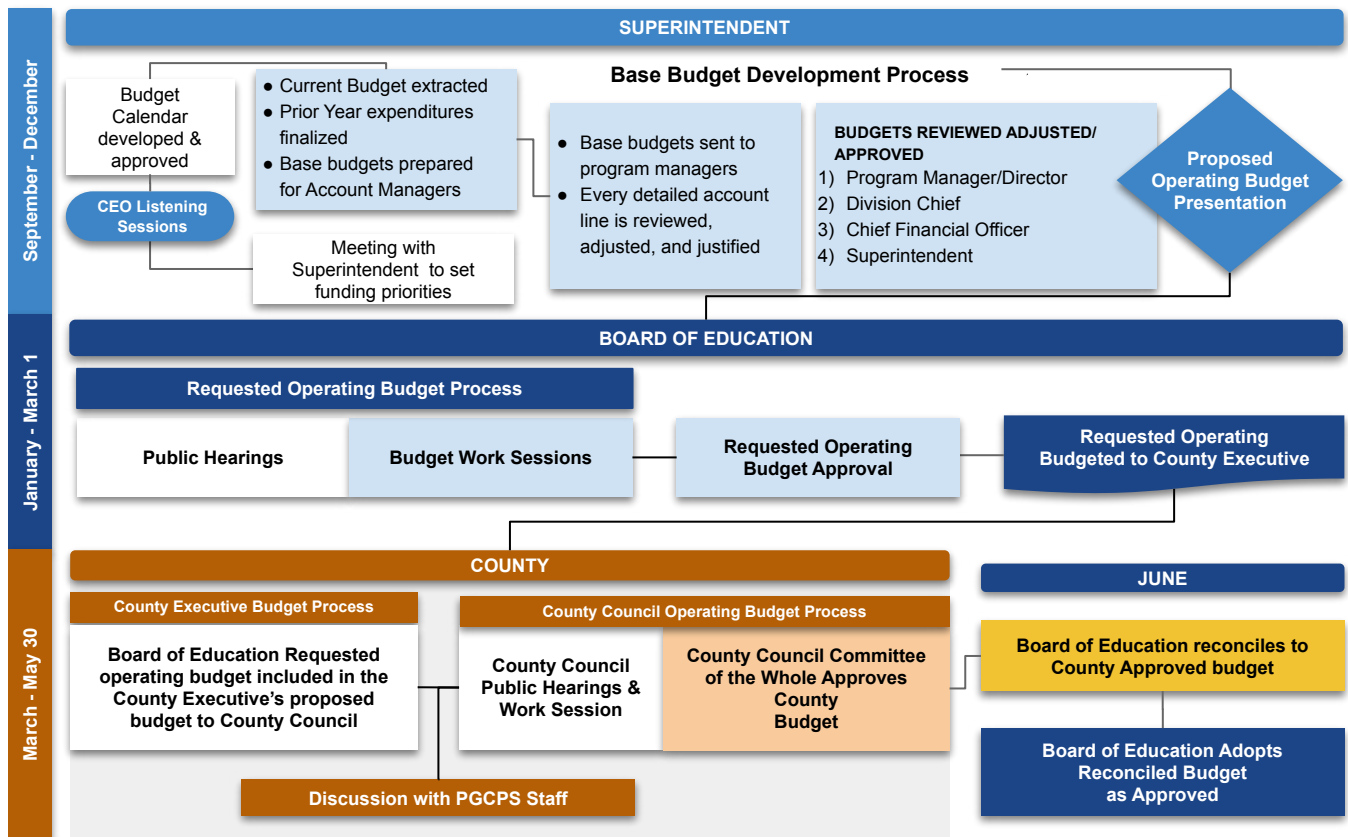 September - December
SUPERINTENDENT
Budget
Calendar
developed &
approved
CEO Listening
Sessions
● Current Budget extracted
● Prior Year expenditures
finalized
● Base budgets prepared
for Account Managers
Meeting with
Superintendent to set
funding priorities
Base Budget Development Process
● Base budgets sent to
program managers
● Every detailed account
line is reviewed,
adjusted, and justified
BUDGETS REVIEWED ADJUSTED/
APPROVED
1) Program Manager/Director
2) Division Chief
3) Chief Financial Officer
4) Superintendent
Proposed
Operating Budget
Presentation
January - March 1
BOARD OF EDUCATION
Requested Operating Budget Process
Public Hearings
Budget Work Sessions
Requested Operating
Budget Approval
Requested Operating
Budgeted to County Executive
March - May 30
COUNTY
County Executive Budget Process
Board of Education Requested
operating budget included in the
County Executive’s proposed
budget to County Council
County Council Operating Budget Process
County Council
Public Hearings &
Work Session
County Council Committee
of the Whole Approves
County
Budget
Discussion with PGCPS Staff
JUNE
Board of Education reconciles to
County Approved budget
Board of Education Adopts
Reconciled Budget
as Approved